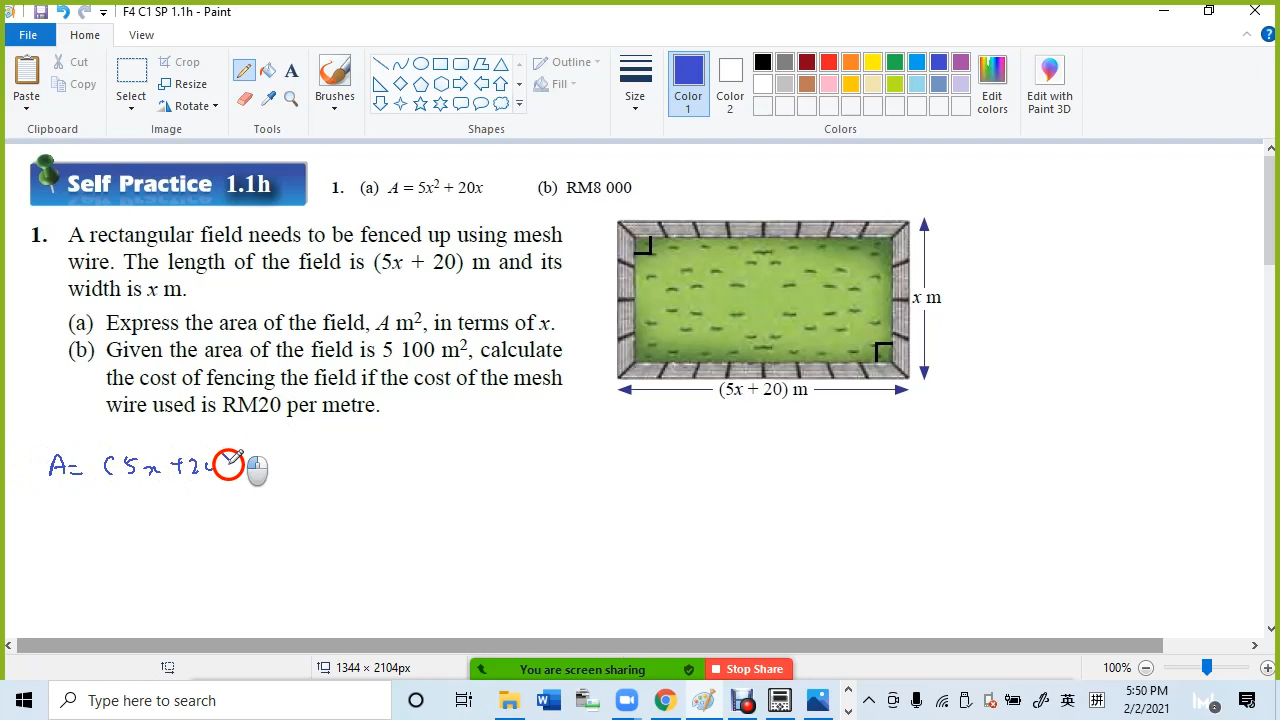 F4 C1 SP 1.1h - Paint
File
Home
View
Paste
Cut
Copy
Clipboard
Select
Crop
Resize
Rotate
Image
A
Tools
Brushes
Shapes
Outline
Fill
Size
Color 1
Color 2
Edit colors
Colors
Edit with Paint 3D
Self Practice 1.1h
1. (a) A = 5x² + 20x (b) RM8 000
1. A rectangular field needs to be fenced up using mesh
wire. The length of the field is (5x + 20) m and its
width is x m.
(a) Express the area of the field, A m², in terms of x.
(b) Given the area of the field is 5 100 m², calculate
the cost of fencing the field if the cost of the mesh
wire used is RM20 per metre.
x m
(5x + 20) m
A= (5x +20
1344 × 2104px
You are screen sharing
Stop Share
100%
Type here to search
英
拼
5:50 PM
2/2/2021